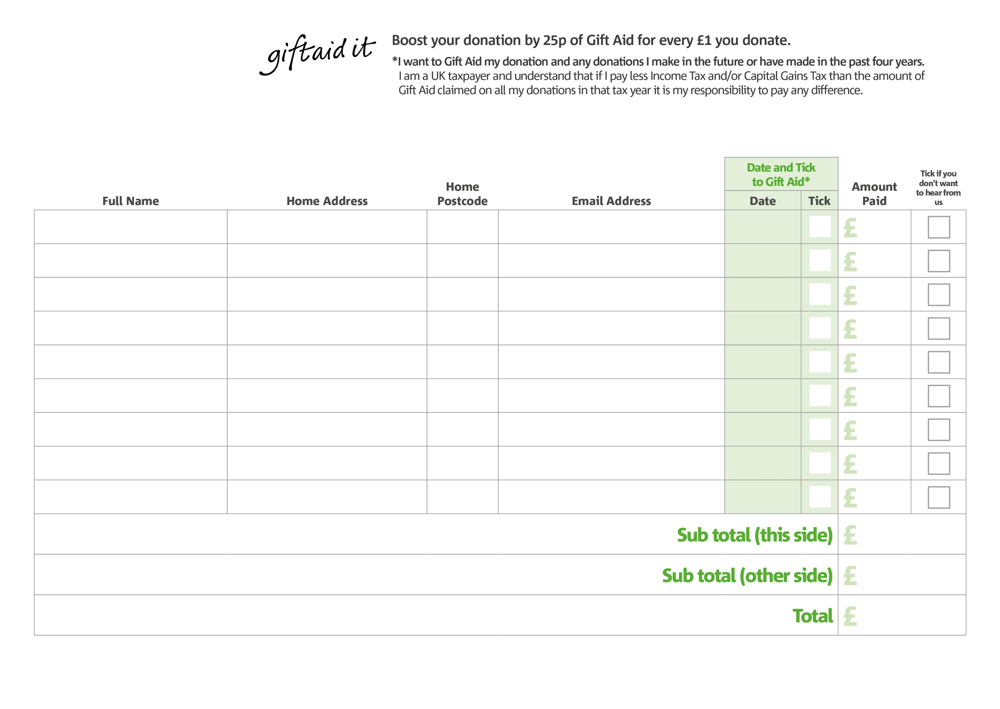 giftaid it
Boost your donation by 25p of Gift Aid for every £1 you donate.
*I want to Gift Aid my donation and any donations I make in the future or have made in the past four years.
I am a UK taxpayer and understand that if I pay less Income Tax and/or Capital Gains Tax than the amount of
Gift Aid claimed on all my donations in that tax year it is my responsibility to pay any difference.
Full Name
Home Address
Home
Postcode
Email Address
Date and Tick
to Gift Aid*
Date
Tick
Amount
Paid
Tick if you
don't want
to hear from
us
£
£
£
£
£
£
£
£
£
Sub total (this side) £
Sub total (other side) £
Total £